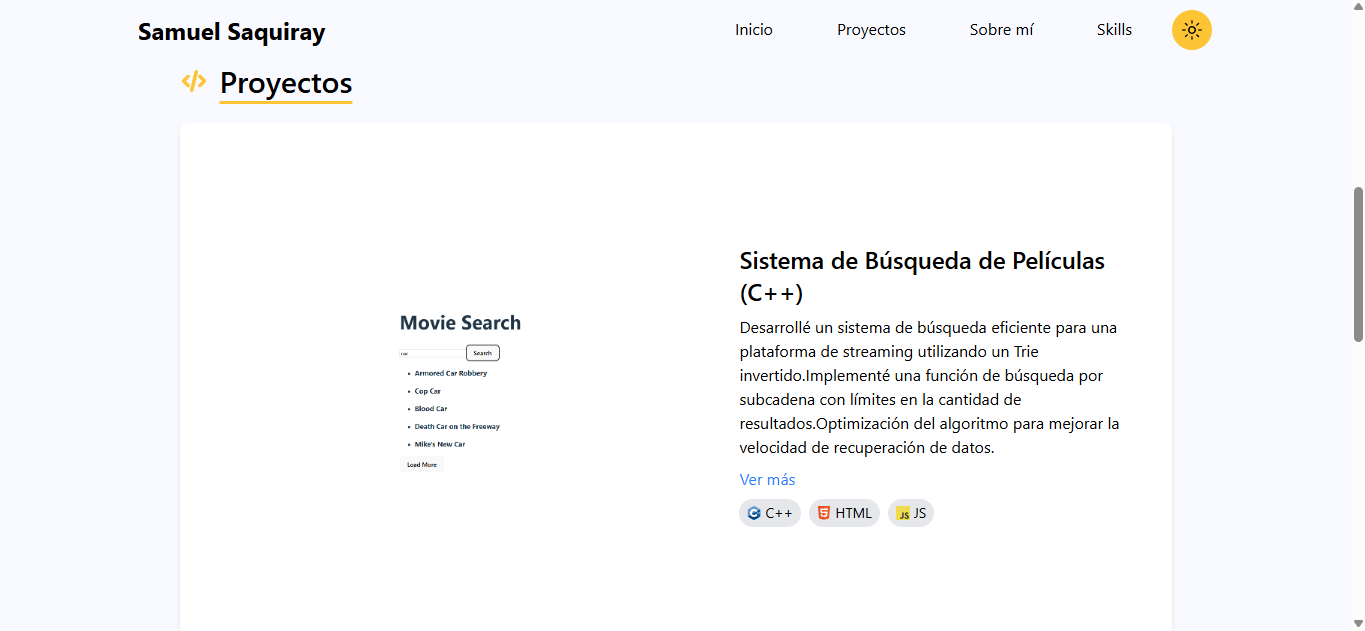 Samuel Saquiray
Inicio
Proyectos
Sobre mí
Skills
Proyectos
Movie Search
car
Search
Armored Car Robbery
Cop Car
Blood Car
Death Car on the Freeway
Mike's New Car
Load More
Sistema de Búsqueda de Películas
(C++)
Desarrollé un sistema de búsqueda eficiente para una
plataforma de streaming utilizando un Trie
invertido.Implementé una función de búsqueda por
subcadena con límites en la cantidad de
resultados.Optimización del algoritmo para mejorar la
velocidad de recuperación de datos.
Ver más
C++
HTML
JS JS